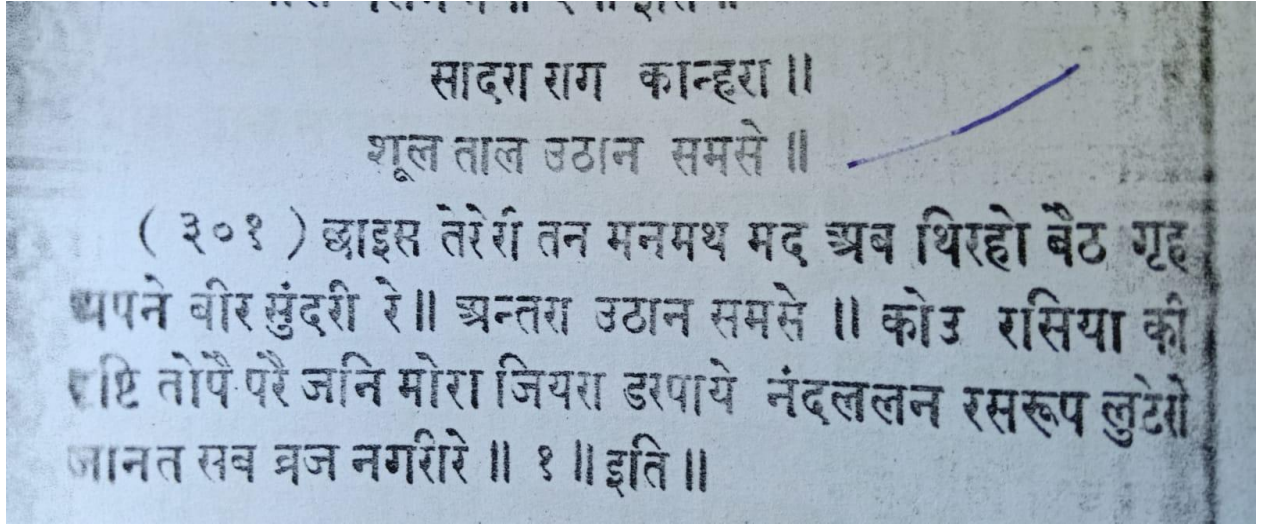 सादरा राग कान्हरा ॥
शूल ताल उठान समसे ॥
( ३०१ ) छाइस तेरेरी तन मनमथ मद अब थिरहो बैठ गृह
अपने बीर सुंदरी रे ॥ अन्तरा उठान समसे ॥ कोउ रसिया की
दृष्टि तोपै परै जनि मोरा जियरा डरपाये नंदललन रसरूप लुटेरो
जानत सब व्रज नगरीरे ॥ १ ॥ इति ॥